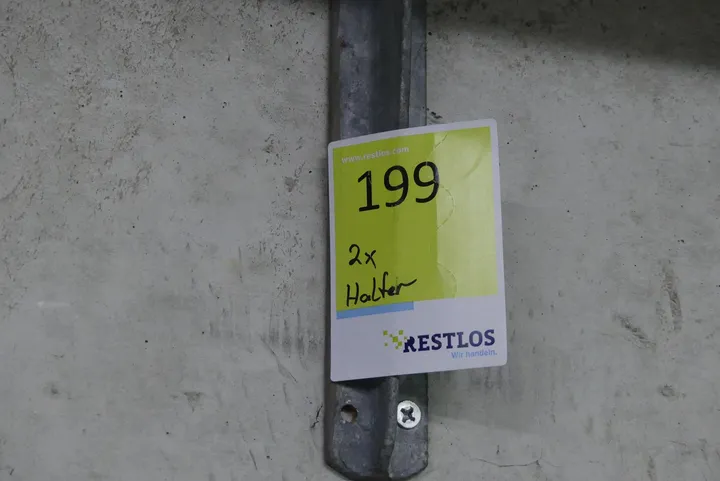 www.restlos.com
199
2x
Halter
RESTLOS
Wir handeln.